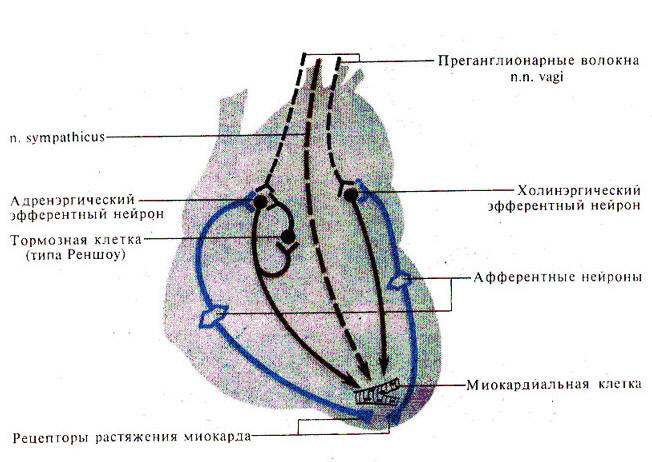 Преганглионарные волокна
n.n. vagi
n. sympathicus
Адренэргический
эфферентный нейрон
Холинэргический
эфферентный нейрон
Тормозная клетка
(типа Реншоу)
Афферентные нейроны
Миокардиальная клетка
Рецепторы растяжения миокарда